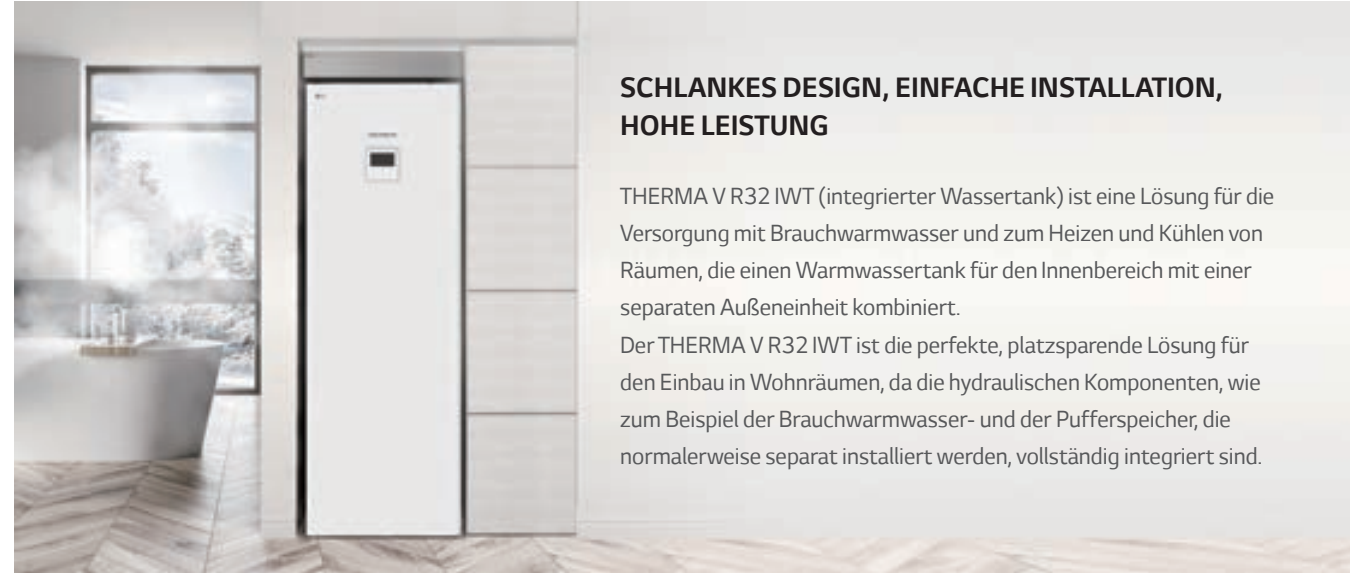 SCHLANKES DESIGN, EINFACHE INSTALLATION,
HOHE LEISTUNG
THERMA V R32 IWT (integrierter Wassertank) ist eine Lösung für die
Versorgung mit Brauchwarmwasser und zum Heizen und Kühlen von
Räumen, die einen Warmwassertank für den Innenbereich mit einer
separaten Außeneinheit kombiniert.
Der THERMA V R32 IWT ist die perfekte, platzsparende Lösung für
den Einbau in Wohnräumen, da die hydraulischen Komponenten, wie
zum Beispiel der Brauchwarmwasser- und der Pufferspeicher, die
normalerweise separat installiert werden, vollständig integriert sind.